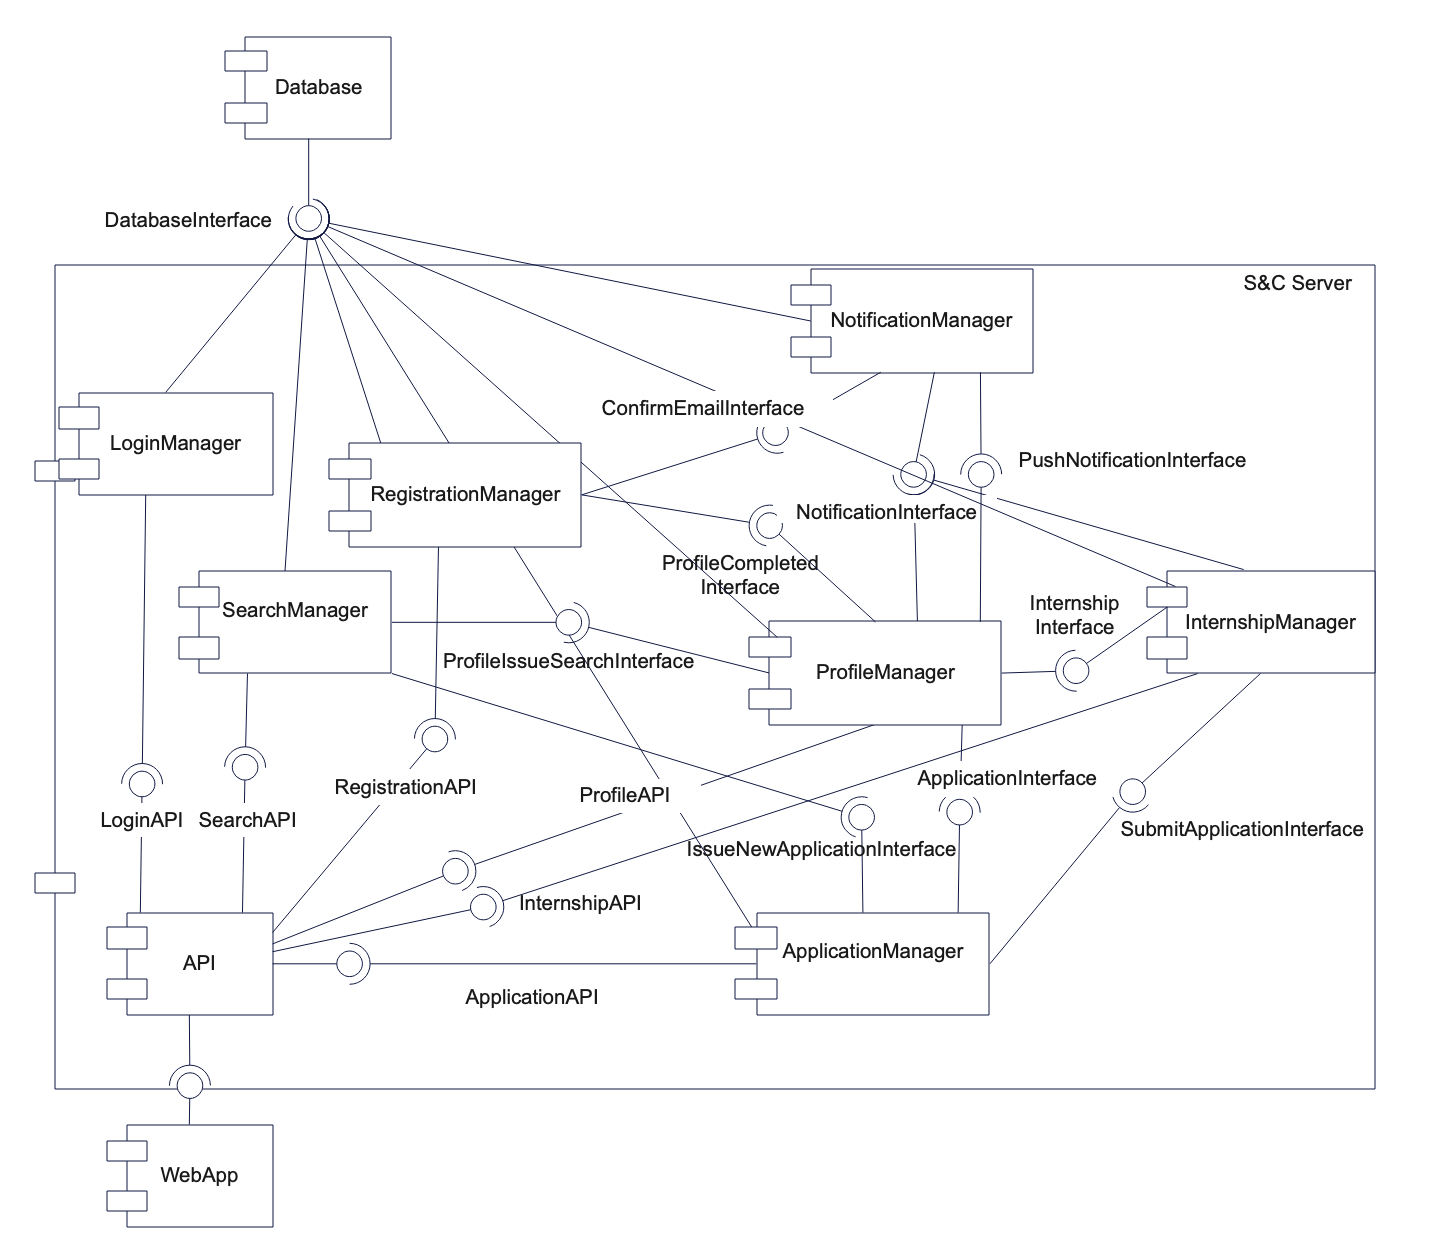 Database
DatabaseInterface
S&C Server
NotificationManager
ConfirmEmailInterface
LoginManager
PushNotificationInterface
RegistrationManager
NotificationInterface
ProfileCompleted
Interface
Internship
Interface
SearchManager
InternshipManager
ProfileIssueSearchInterface
ProfileManager
ApplicationInterface
RegistrationAPI
ProfileAPI
LoginAPI
SearchAPI
SubmitApplicationInterface
IssueNewApplicationInterface
InternshipAPI
ApplicationManager
API
ApplicationAPI
WebApp